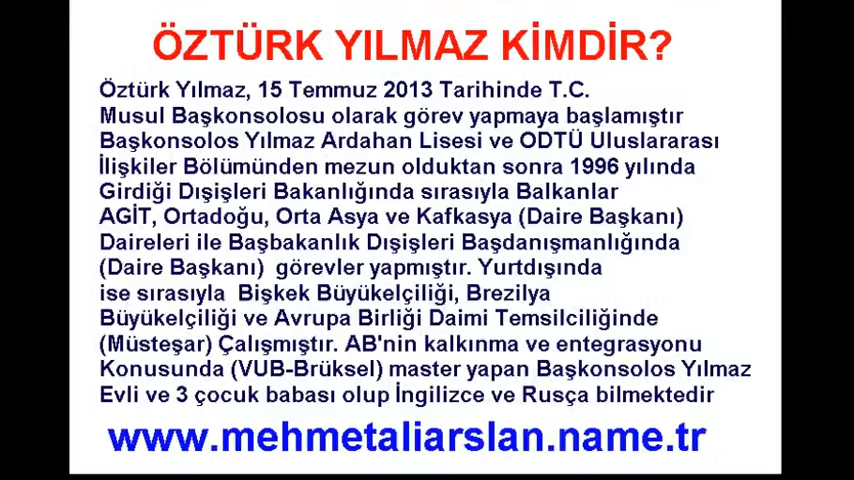 ÖZTÜRK YILMAZ KİMDİR?
Öztürk Yılmaz, 15 Temmuz 2013 Tarihinde T.C.
Musul Başkonsolosu olarak görev yapmaya başlamıştır
Başkonsolos Yılmaz Ardahan Lisesi ve ODTÜ Uluslararası
İlişkiler Bölümünden mezun olduktan sonra 1996 yılında
Girdiği Dışişleri Bakanlığında sırasıyla Balkanlar
AGİT, Ortadoğu, Orta Asya ve Kafkasya (Daire Başkanı)
Daireleri ile Başbakanlık Dışişleri Başdanışmanlığında
(Daire Başkanı) görevler yapmıştır. Yurtdışında
ise sırasıyla Bişkek Büyükelçiliği, Brezilya
Büyükelçiliği ve Avrupa Birliği Daimi Temsilciliğinde
(Müsteşar) Çalışmıştır. AB'nin kalkınma ve entegrasyonu
Konusunda (VUB-Brüksel) master yapan Başkonsolos Yılmaz
Evli ve 3 çocuk babası olup İngilizce ve Rusça bilmektedir
www.mehmetaliarslan.name.tr